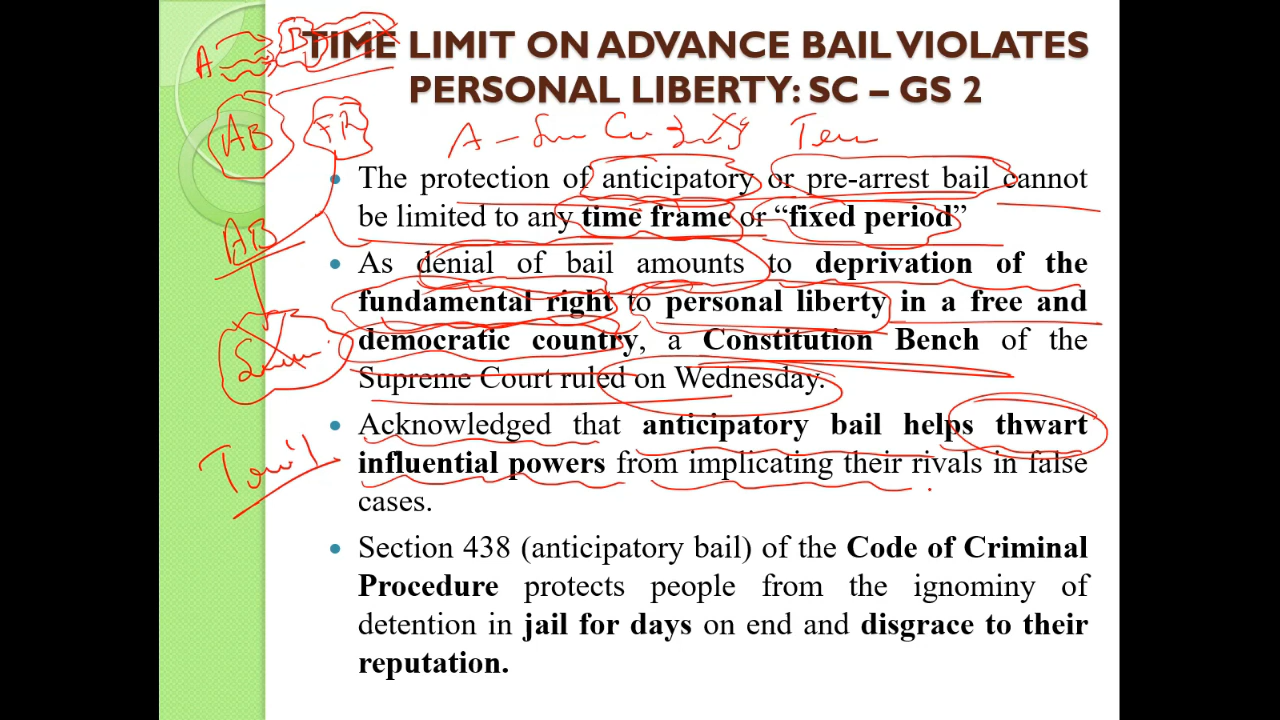 TIME LIMIT ON ADVANCE BAIL VIOLATES
PERSONAL LIBERTY: SC – GS 2
A
B
AB
FR
A –
The protection of anticipatory or pre-arrest bail cannot
be limited to any time frame or “fixed period”
AB
As denial of bail amounts to deprivation of the
fundamental right to personal liberty in a free and
democratic country, a Constitution Bench of the
Supreme Court ruled on Wednesday.
Acknowledged that anticipatory bail helps thwart
influential powers from implicating their rivals in false
cases.
Section 438 (anticipatory bail) of the Code of Criminal
Procedure protects people from the ignominy of
detention in jail for days on end and disgrace to their
reputation.